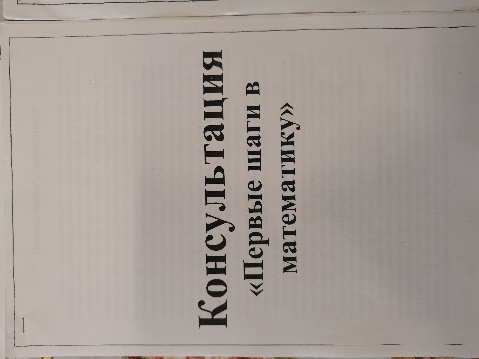 Консультация
«Первые шаги в
математику»